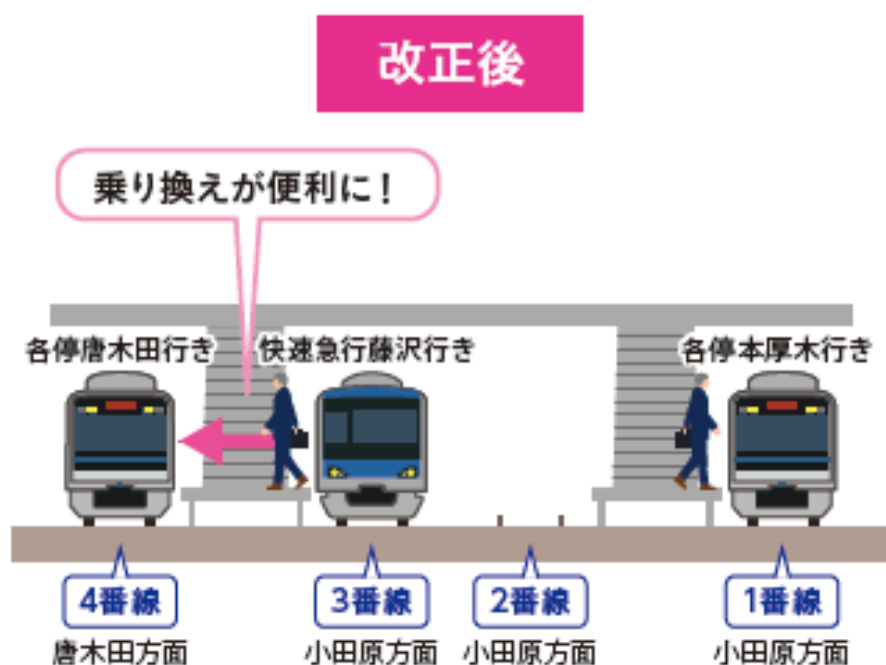 改正後
乗り換えが便利に!
各停唐木田行き 快速急行藤沢行き 各停本厚木行き
4番線 3番線 2番線 1番線
唐木田方面 小田原方面 小田原方面 小田原方面